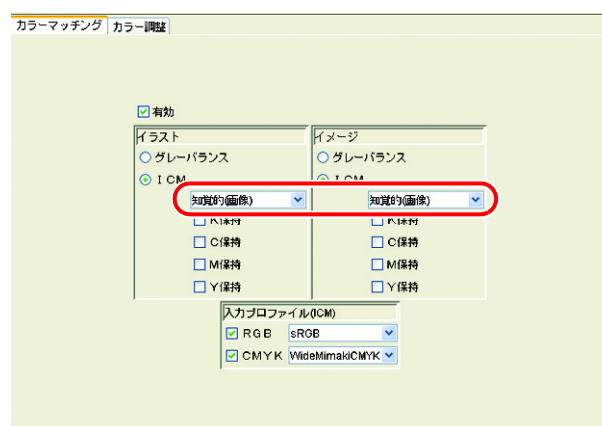 カラーマッチング カラー調整
有効
イラスト イメージ
グレーバランス グレーバランス
ICM ICM
知覚的(画像) 知覚的(画像)
K保持 K保持
C保持 C保持
M保持 M保持
Y保持 Y保持
入力プロファイル(ICM)
RGB sRGB
CMYK WideMimakiCMYK